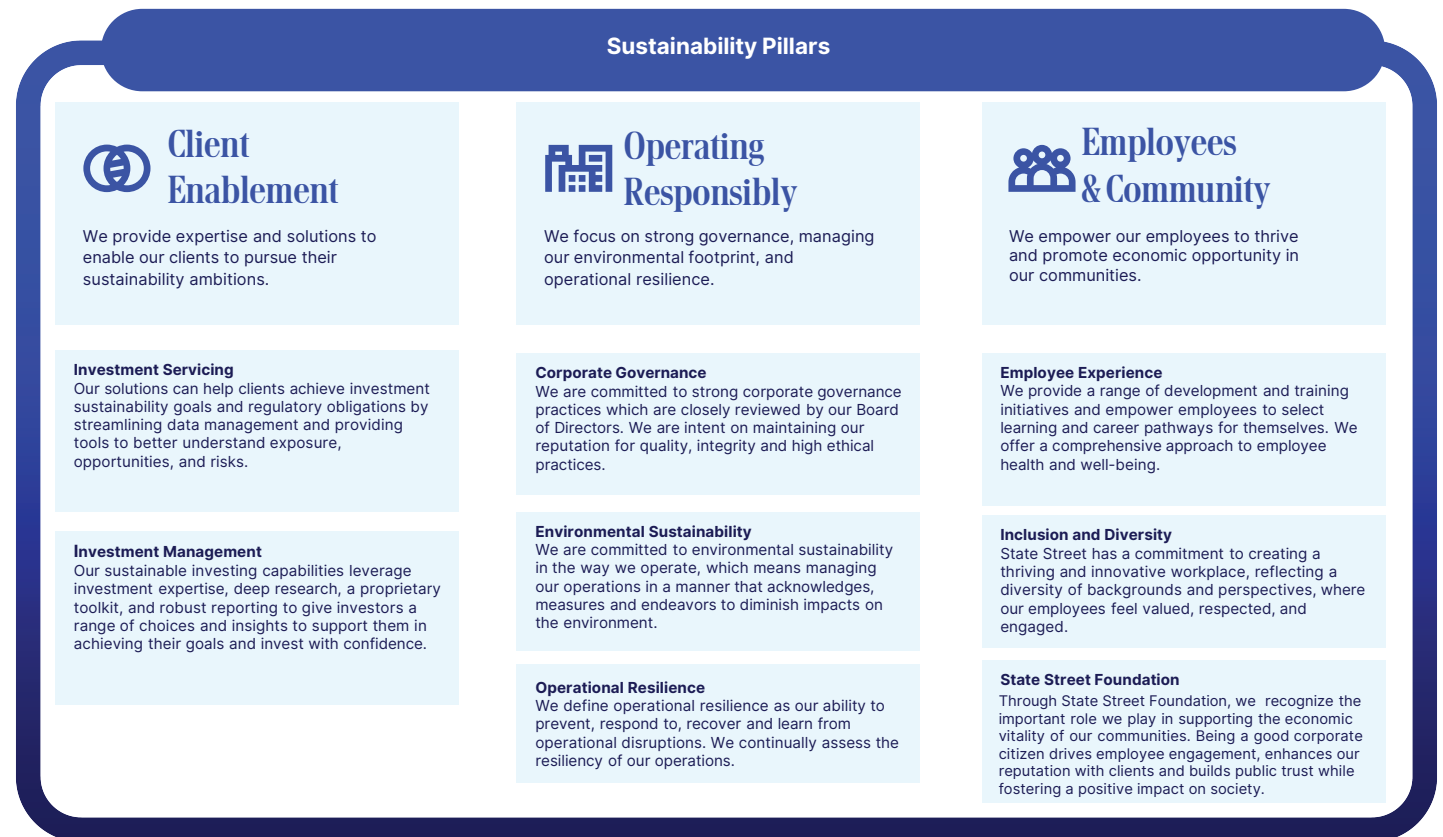 Sustainability Pillars
Client
Enablement
We provide expertise and solutions to
enable our clients to pursue their
sustainability ambitions.
Investment Servicing
Our solutions can help clients achieve investment
sustainability goals and regulatory obligations by
streamlining data management and providing
tools to better understand exposure,
opportunities, and risks.
Investment Management
Our sustainable investing capabilities leverage
investment expertise, deep research, a proprietary
toolkit, and robust reporting to give investors a
range of choices and insights to support them in
achieving their goals and invest with confidence.
Operating
Responsibly
We focus on strong governance, managing
our environmental footprint, and
operational resilience.
Corporate Governance
We are committed to strong corporate governance
practices which are closely reviewed by our Board
of Directors. We are intent on maintaining our
reputation for quality, integrity and high ethical
practices.
Environmental Sustainability
We are committed to environmental sustainability
in the way we operate, which means managing
our operations in a manner that acknowledges,
measures and endeavors to diminish impacts on
the environment.
Operational Resilience
We define operational resilience as our ability to
prevent, respond to, recover and learn from
operational disruptions. We continually assess the
resiliency of our operations.
Employees
& Community
We empower our employees to thrive
and promote economic opportunity in
our communities.
Employee Experience
We provide a range of development and training
initiatives and empower employees to select
learning and career pathways for themselves. We
offer a comprehensive approach to employee
health and well-being.
Inclusion and Diversity
State Street has a commitment to creating a
thriving and innovative workplace, reflecting a
diversity of backgrounds and perspectives, where
our employees feel valued, respected, and
engaged.
State Street Foundation
Through State Street Foundation, we recognize the
important role we play in supporting the economic
vitality of our communities. Being a good corporate
citizen drives employee engagement, enhances our
reputation with clients and builds public trust while
fostering a positive impact on society.